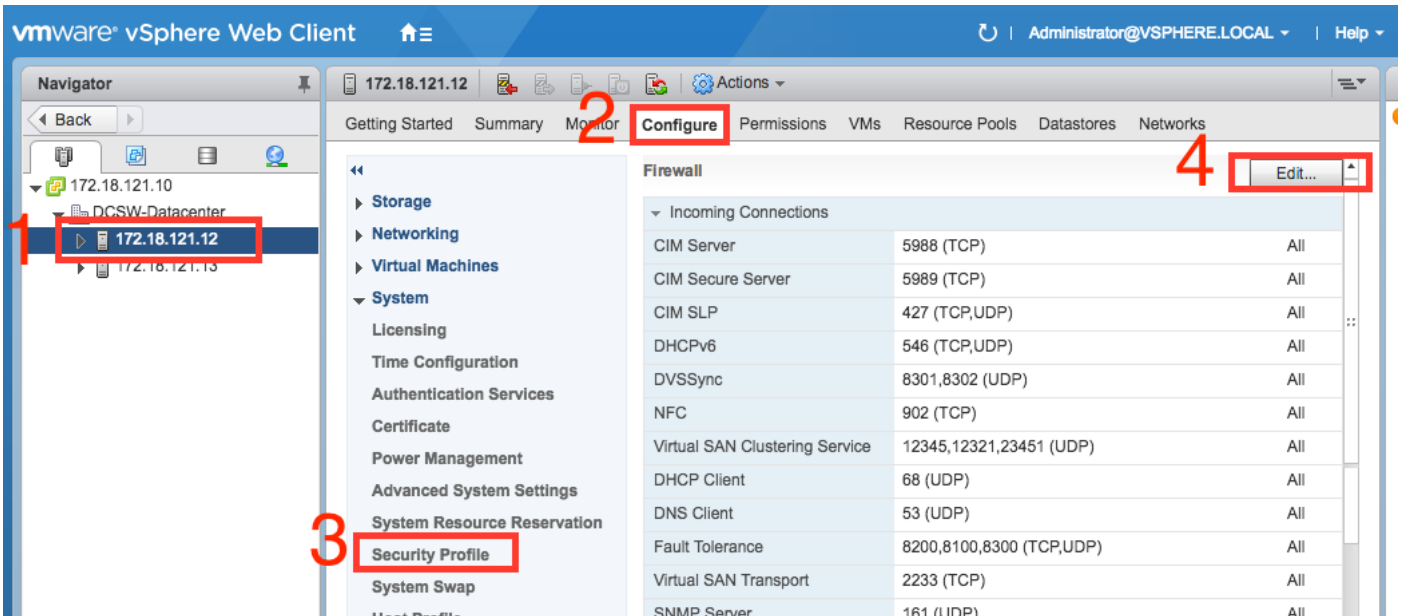 vmware® vSphere Web Client
Administrator@VSPHERE.LOCAL
Help
Navigator
172.18.121.12
Actions
Back
2
Getting Started Summary Monitor Configure Permissions VMs Resource Pools Datastores Networks
172.18.121.10
DCSW-Datacenter
1
172.18.121.12
172.18.121.13
Storage
Networking
Virtual Machines
System
Licensing
Time Configuration
Authentication Services
Certificate
Power Management
Advanced System Settings
System Resource Reservation
3
Security Profile
System Swap
Host Profile
Firewall
4
Edit...
Incoming Connections
CIM Server 5988 (TCP) All
CIM Secure Server 5989 (TCP) All
CIM SLP 427 (TCP,UDP) All
DHCPv6 546 (TCP,UDP) All
DVSSync 8301,8302 (UDP) All
NFC 902 (TCP) All
Virtual SAN Clustering Service 12345,12321,23451 (UDP) All
DHCP Client 68 (UDP) All
DNS Client 53 (UDP) All
Fault Tolerance 8200,8100,8300 (TCP,UDP) All
Virtual SAN Transport 2233 (TCP) All
SNMP Server 161 (UDP) All